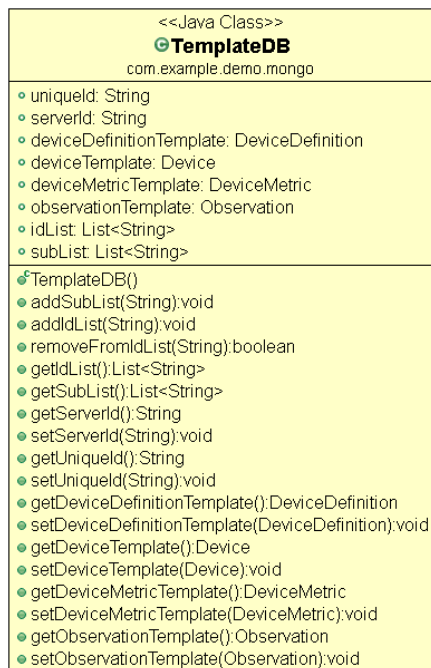 <<Java Class>>
TemplateDB
com.example.demo.mongo
uniqueId: String
serverId: String
deviceDefinitionTemplate: DeviceDefinition
deviceTemplate: Device
deviceMetricTemplate: DeviceMetric
observationTemplate: Observation
idList: List<String>
subList: List<String>
TemplateDB()
addSubList(String):void
addIdList(String):void
removeFromIdList(String):boolean
getIdList():List<String>
getSubList():List<String>
getServerId():String
setServerId(String):void
getUniqueId():String
setUniqueId(String):void
getDeviceDefinitionTemplate():DeviceDefinition
setDeviceDefinitionTemplate(DeviceDefinition):void
getDeviceTemplate():Device
setDeviceTemplate(Device):void
getDeviceMetricTemplate():DeviceMetric
setDeviceMetricTemplate(DeviceMetric):void
getObservationTemplate():Observation
setObservationTemplate(Observation):void